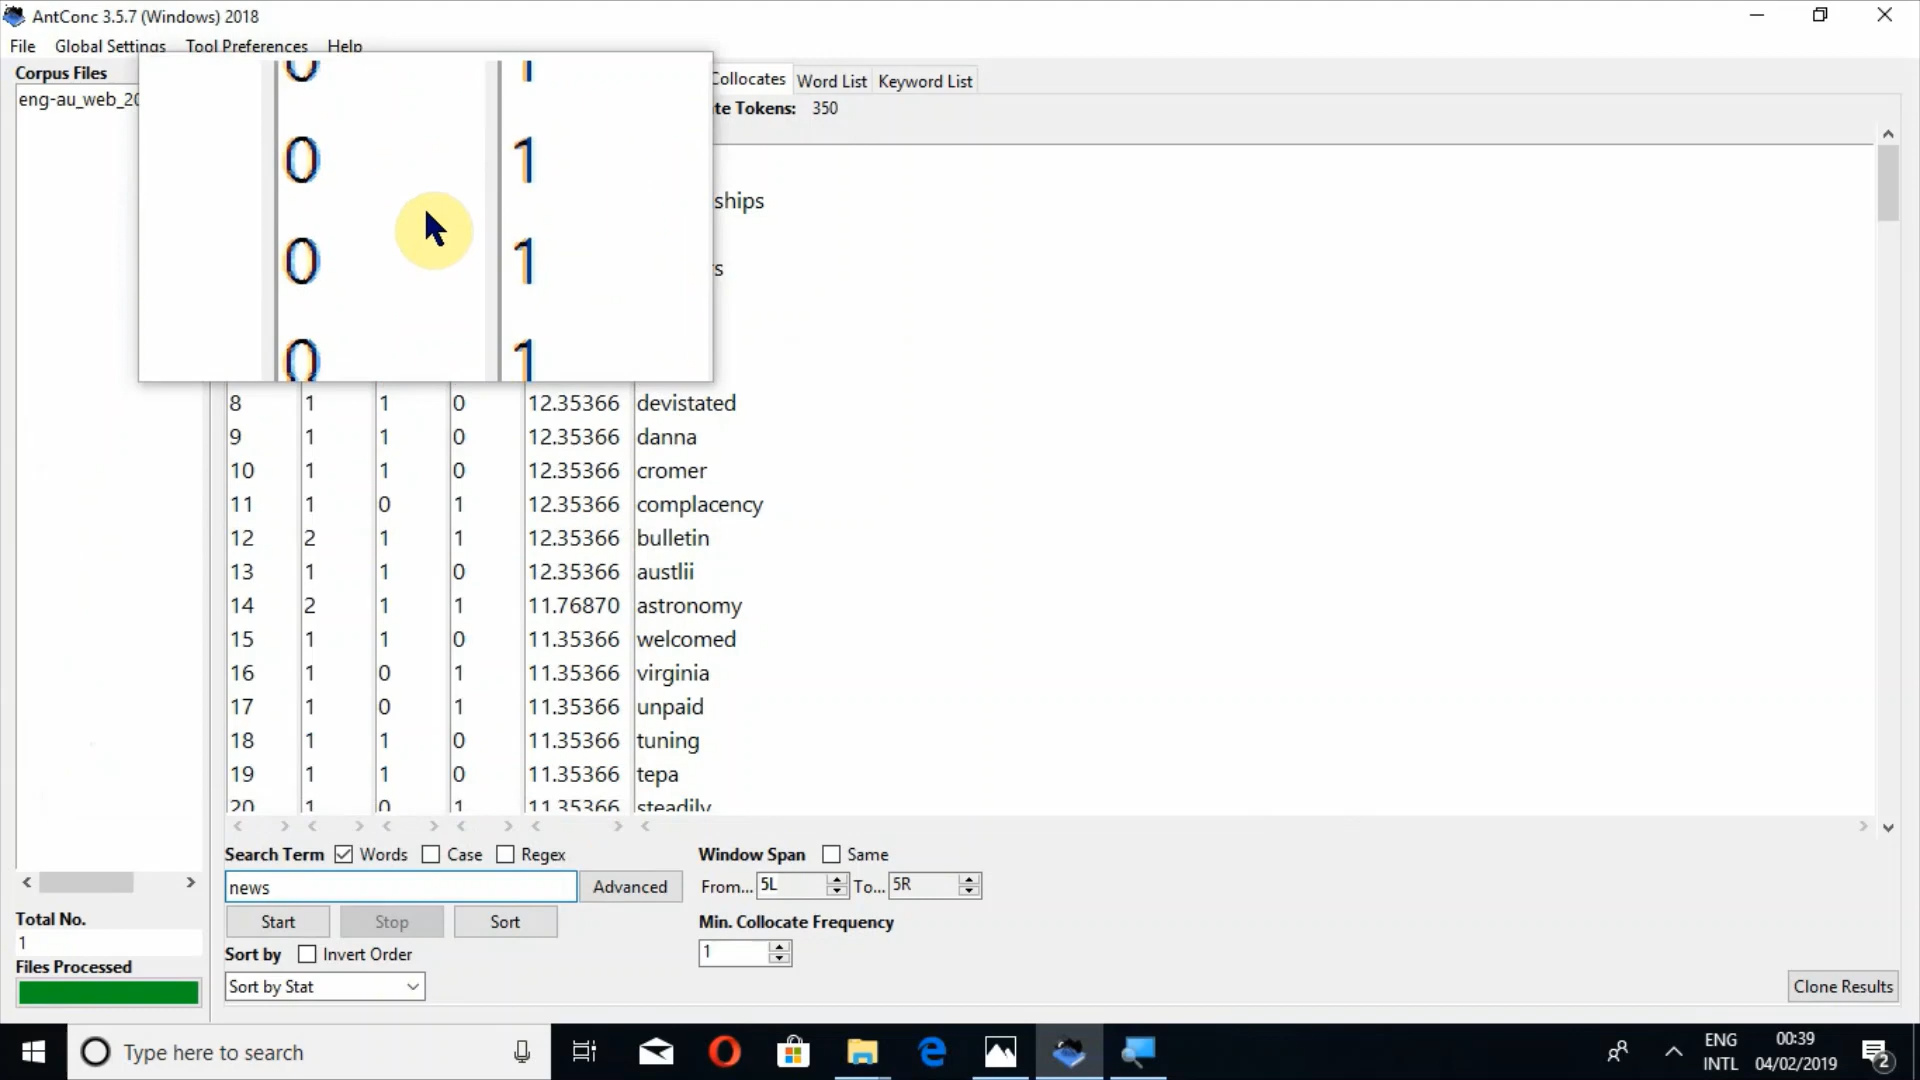 AntConc 3.5.7 (Windows) 2018
File Global Settings Tool Preferences Help
Corpus Files
Collocates Word List Keyword List
eng-au_web_20
te Tokens: 350
0 1
0 1
ships
0 1
rs
0 1
8 1 1 0 12.35366 devistated
9 1 1 0 12.35366 danna
10 1 1 0 12.35366 cromer
11 1 0 1 12.35366 complacency
12 2 1 1 12.35366 bulletin
13 1 1 0 12.35366 austlii
14 2 1 1 11.76870 astronomy
15 1 1 0 11.35366 welcomed
16 1 0 1 11.35366 virginia
17 1 0 1 11.35366 unpaid
18 1 1 0 11.35366 tuning
19 1 1 0 11.35366 tepa
20 1 0 1 11.35366 steadily
Search Term Words Case Regex
Window Span Same
news
Advanced
From... 5L To... 5R
Start Stop Sort
Min. Collocate Frequency
1
Sort by Invert Order
Sort by Stat
Clone Results
Total No.
1
Files Processed
Type here to search
ENG
INTL
00:39
04/02/2019
2